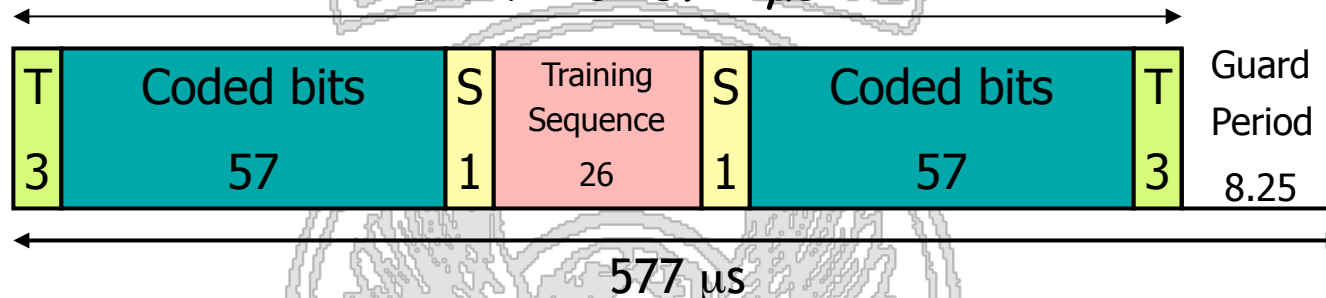 T
3
Coded bits
57
S
1
Training
Sequence
26
S
1
Coded bits
57
T
3
Guard
Period
8.25
577 μs